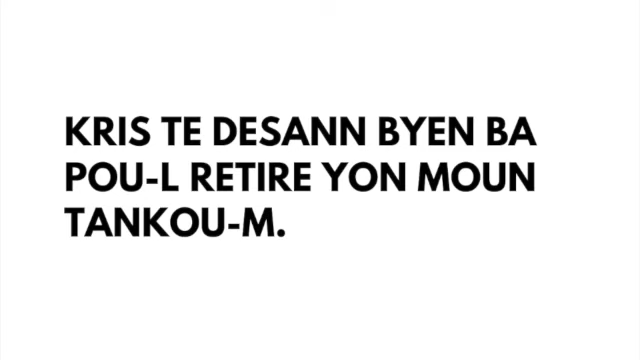 KRIS TE DESANN BYEN BA
POU-L RETIRE YON MOUN
TANKOU-M.